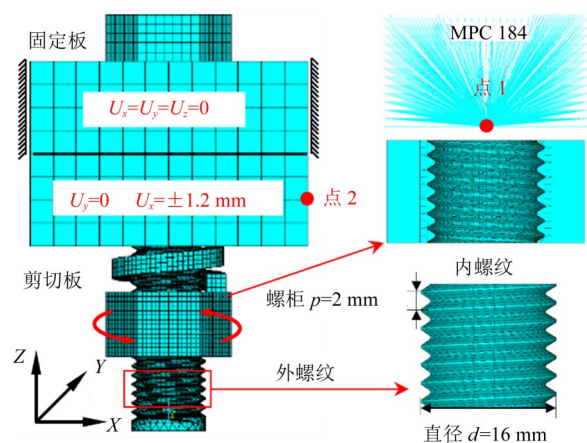 固定板
Ux=Uy=Uz=0
Uy=0 Ux=±1.2 mm
点 2
剪切板
螺柜 p=2 mm
外螺纹
Z
Y
X
MPC 184
点 1
内螺纹
直径 d=16 mm